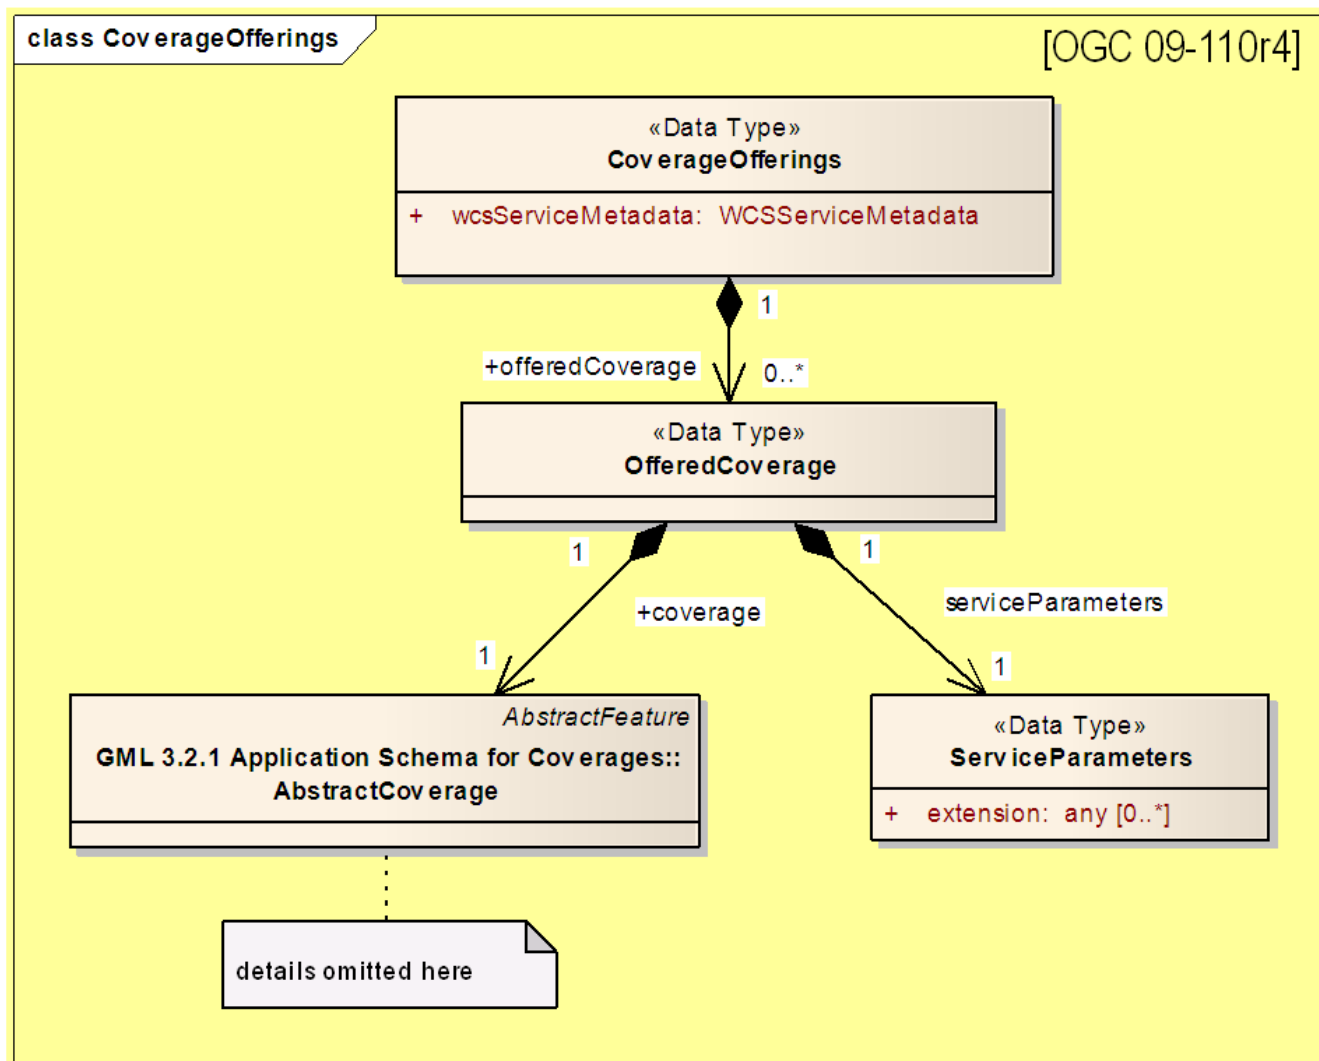 class CoverageOfferings
[OGC 09-110r4]
«Data Type»
CoverageOfferings
+ wcsServiceMetadata: WCSServiceMetadata
1
+offeredCoverage
0..*
«Data Type»
OfferedCoverage
1
1
+coverage
serviceParameters
1
1
AbstractFeature
GML 3.2.1 Application Schema for Coverages::
AbstractCoverage
«Data Type»
ServiceParameters
+ extension: any [0..*]
details omitted here